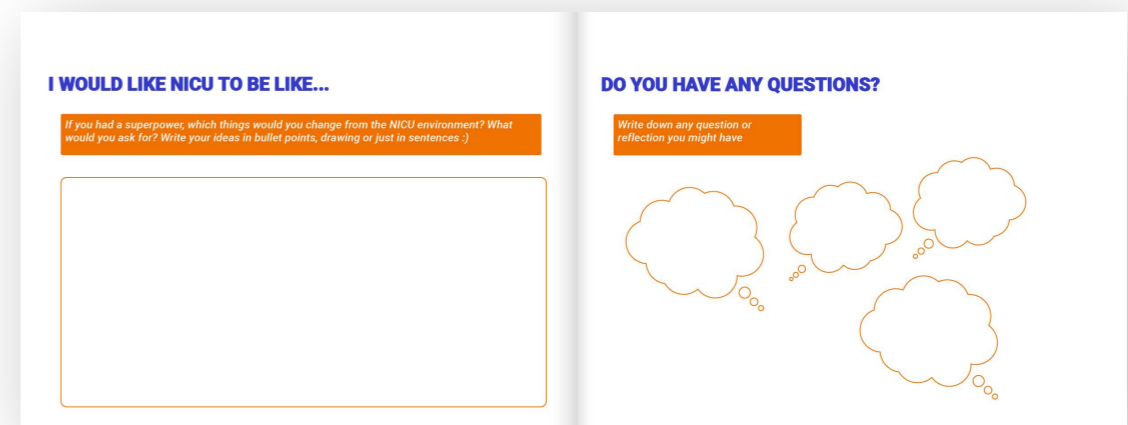 I WOULD LIKE NICU TO BE LIKE...
If you had a superpower, which things would you change from the NICU environment? What
would you ask for? Write your ideas in bullet points, drawing or just in sentences :)
DO YOU HAVE ANY QUESTIONS?
Write down any question or
reflection you might have